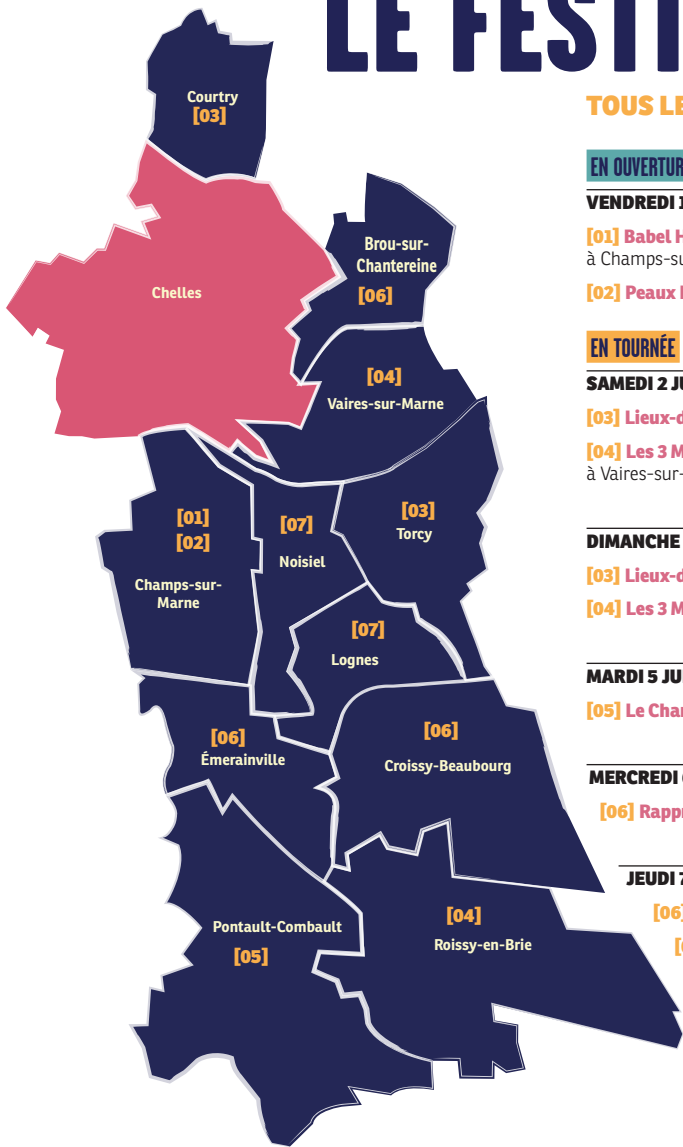 LE FESTI
TOUS LE
EN OUVERTUR
VENDREDI 1
[01] Babel H
à Champs-su
[02] Peaux
EN TOURNÉE
SAMEDI 2 JU
[03] Lieux-d
[04] Les 3 M
à Vaires-sur-
DIMANCHE
[03] Lieux-d
[04] Les 3 M
MARDI 5 JUI
[05] Le Char
MERCREDI
[06] Rappr
JEUDI 7
[06]
Courtry
[03]
Chelles
Brou-sur-
Chantereine
[06]
[04]
Vaires-sur-Marne
[01]
[02]
Champs-sur-
Marne
[07]
Noisiel
[03]
Torcy
[07]
Lognes
[06]
Émerainville
[06]
Croissy-Beaubourg
Pontault-Combault
[05]
[04]
Roissy-en-Brie